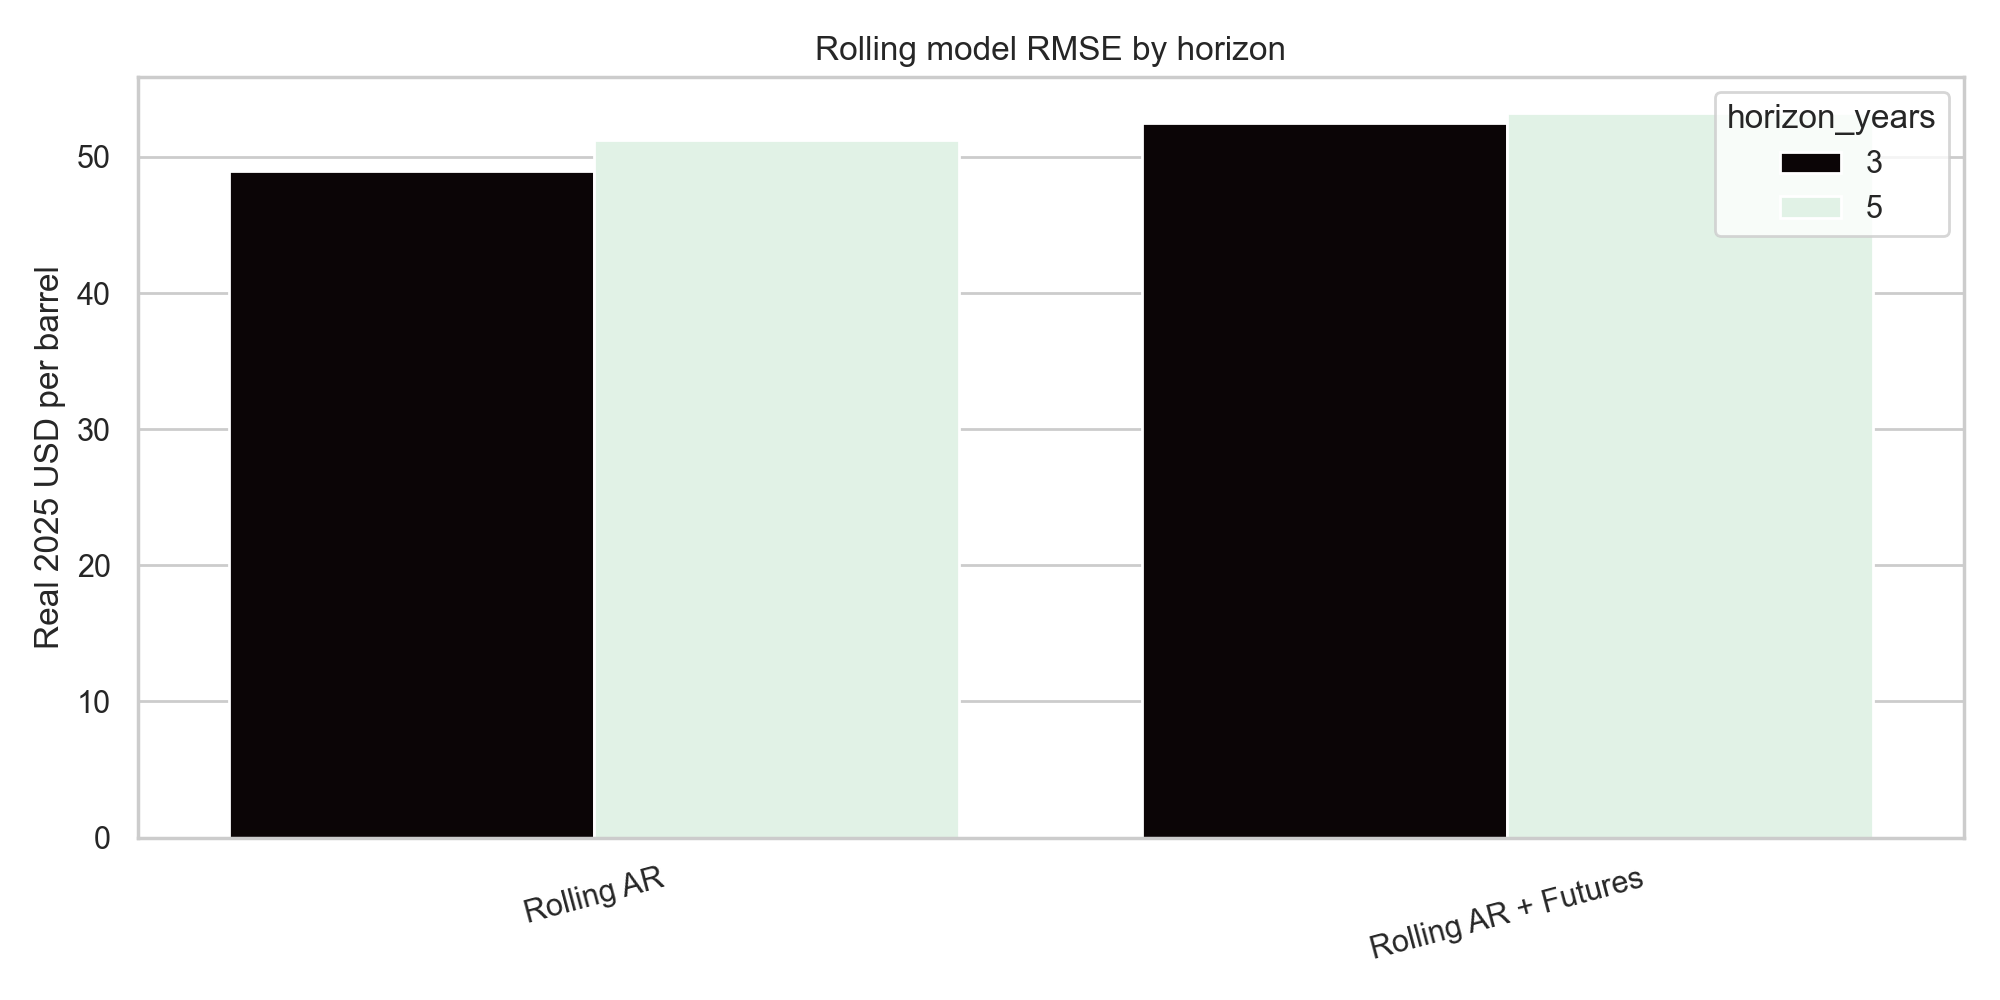 Rolling model RMSE by horizon
Real 2025 USD per barrel
50
40
30
20
10
0
horizon_years
3
5
Rolling AR
Rolling AR + Futures